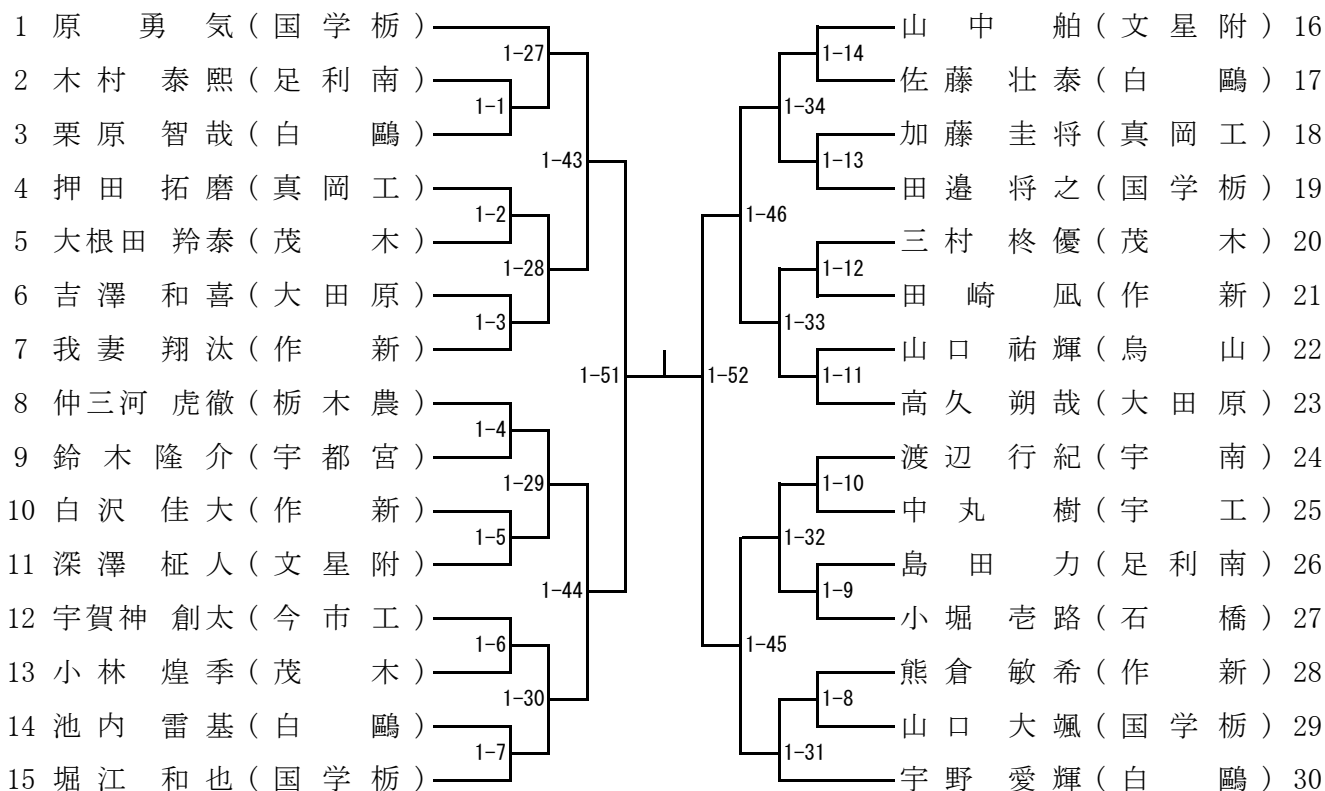 1 原 勇 気 ( 国 学 栃 )
2 木 村 泰 熙 ( 足 利 南 )
3 栗 原 智 哉 ( 白 鷗 )
4 押 田 拓 磨 ( 真 岡 工 )
5 大根田 羚泰 ( 茂 木 )
6 吉 澤 和 喜 ( 大 田 原 )
7 我 妻 翔 汰 ( 作 新 )
8 仲三河 虎徹 ( 栃 木 農 )
9 鈴 木 隆 介 ( 宇 都 宮 )
10 白 沢 佳 大 ( 作 新 )
11 深 澤 柾 人 ( 文 星 附 )
12 宇賀神 創太 ( 今 市 工 )
13 小 林 煌 季 ( 茂 木 )
14 池 内 雷 基 ( 白 鷗 )
15 堀 江 和 也 ( 国 学 栃 )
1-27
1-1
1-43
1-2
1-28
1-3
1-51
1-4
1-29
1-5
1-44
1-6
1-30
1-7
1-14
1-34
1-13
1-46
1-12
1-33
1-11
1-52
1-10
1-32
1-9
1-45
1-8
1-31
山 中 舶 ( 文 星 附 ) 16
佐 藤 壮 泰 ( 白 鷗 ) 17
加 藤 圭 将 ( 真 岡 工 ) 18
田 邉 将 之 ( 国 学 栃 ) 19
三 村 柊 優 ( 茂 木 ) 20
田 崎 凪 ( 作 新 ) 21
山 口 祐 輝 ( 烏 山 ) 22
高 久 朔 哉 ( 大 田 原 ) 23
渡 辺 行 紀 ( 宇 南 ) 24
中 丸 樹 ( 宇 工 ) 25
島 田 力 ( 足 利 南 ) 26
小 堀 壱 路 ( 石 橋 ) 27
熊 倉 敏 希 ( 作 新 ) 28
山 口 大 颯 ( 国 学 栃 ) 29
宇 野 愛 輝 ( 白 鷗 ) 30